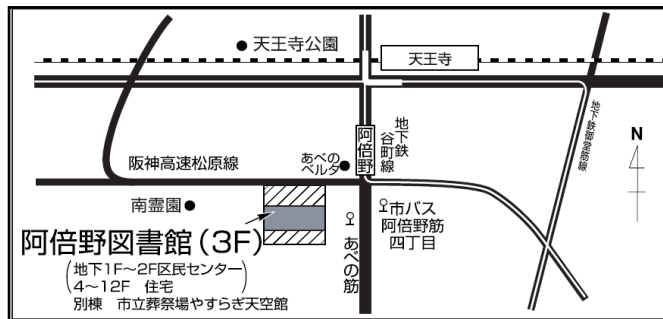 天王寺公園
天王寺
地下鉄御堂筋線
地下鉄
谷町線
阿倍野
あべの
ベルタ
阪神高速松原線
N
南霊園
市バス
阿倍野筋
四丁目
あべの筋
阿倍野図書館(3F)
(地下1F~2F区民センター
4~12F 住宅)
別棟 市立葬祭場やすらぎ天空館